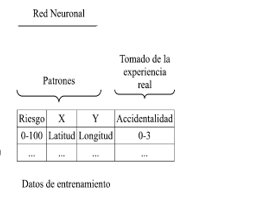 Red Neuronal
Tomado de la
experiencia
real
Patrones
Riesgo X Y Accidentalidad
0-100 Latitud Longitud 0-3
... ... ... ...
Datos de entrenamiento